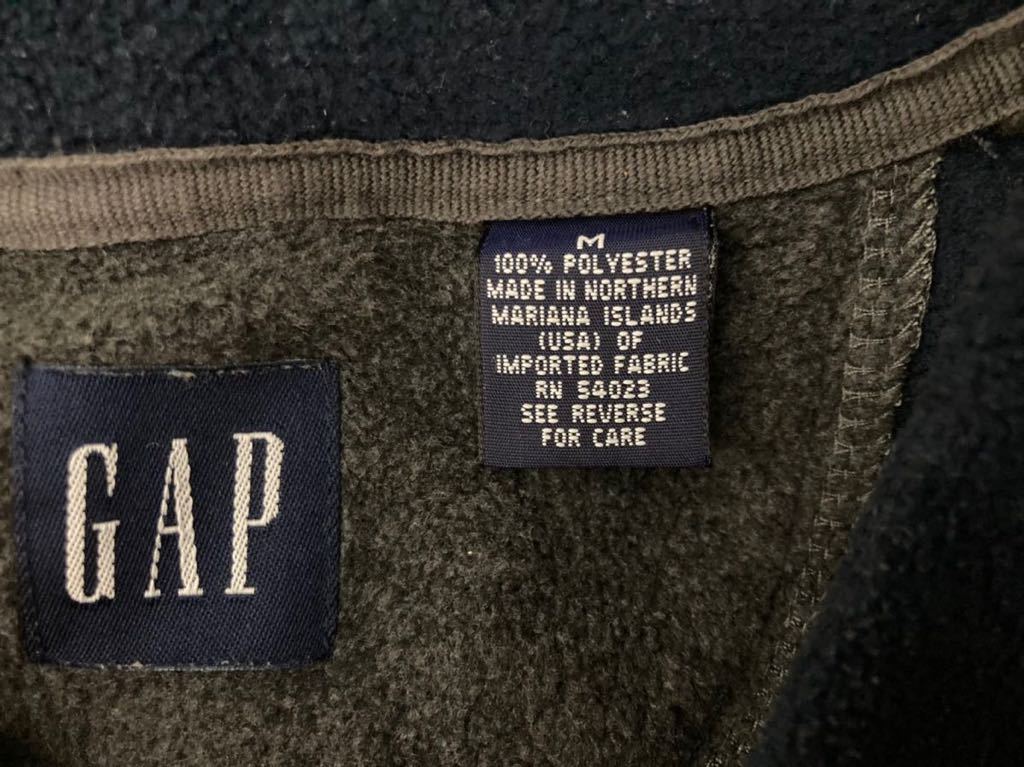 GAP
M
100% POLYESTER
MADE IN NORTHERN
MARIANA ISLANDS
(USA) OF
IMPORTED FABRIC
RN 54023
SEE REVERSE
FOR CARE